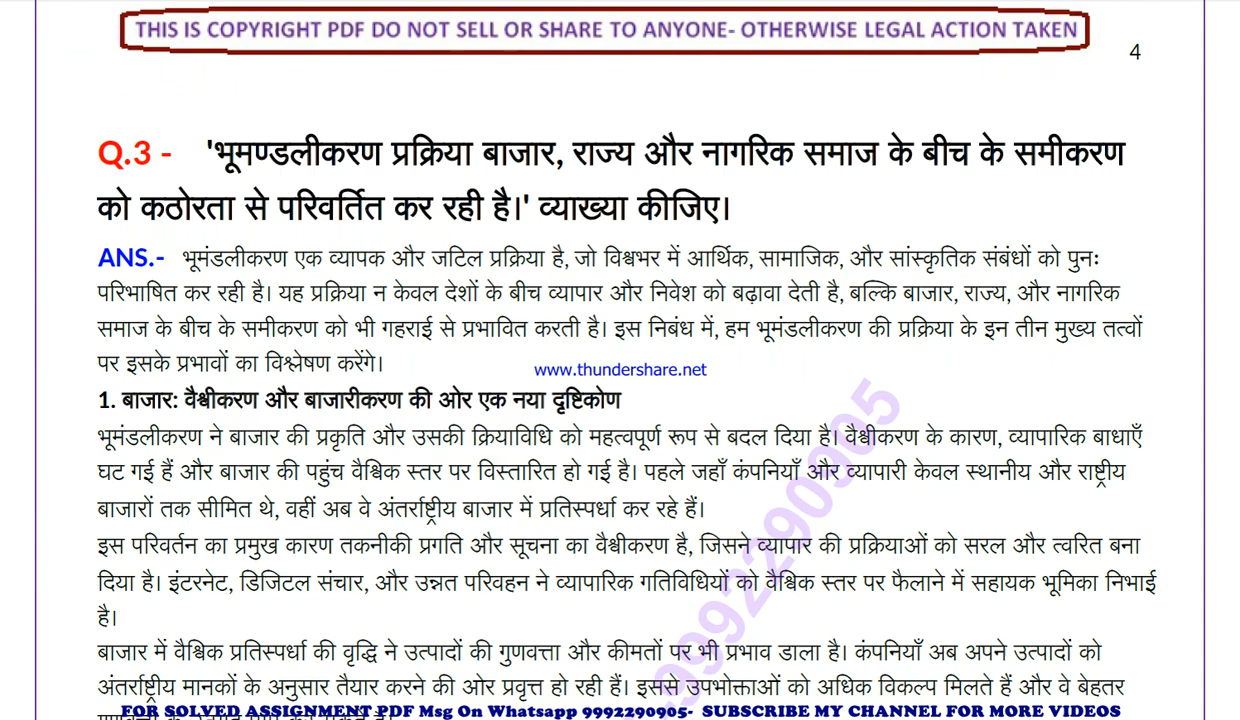 THIS IS COPYRIGHT PDF DO NOT SELL OR SHARE TO ANYONE- OTHERWISE LEGAL ACTION TAKEN
4
Q.3 - 'भूमण्डलीकरण प्रक्रिया बाजार, राज्य और नागरिक समाज के बीच के समीकरण
को कठोरता से परिवर्तित कर रही है।' व्याख्या कीजिए।
ANS.- भूमंडलीकरण एक व्यापक और जटिल प्रक्रिया है, जो विश्वभर में आर्थिक, सामाजिक, और सांस्कृतिक संबंधों को पुनः
परिभाषित कर रही है। यह प्रक्रिया न केवल देशों के बीच व्यापार और निवेश को बढ़ावा देती है, बल्कि बाजार, राज्य, और नागरिक
समाज के बीच के समीकरण को भी गहराई से प्रभावित करती है। इस निबंध में, हम भूमंडलीकरण की प्रक्रिया के इन तीन मुख्य तत्वों
पर इसके प्रभावों का विश्लेषण करेंगे।
www.thundershare.net
1. बाजार: वैश्वीकरण और बाजारीकरण की ओर एक नया दृष्टिकोण
भूमंडलीकरण ने बाजार की प्रकृति और उसकी क्रियाविधि को महत्वपूर्ण रूप से बदल दिया है। वैश्वीकरण के कारण, व्यापारिक बाधाएँ
घट गई हैं और बाजार की पहुंच वैश्विक स्तर पर विस्तारित हो गई है। पहले जहाँ कंपनियाँ और व्यापारी केवल स्थानीय और राष्ट्रीय
बाजारों तक सीमित थे, वहीं अब वे अंतर्राष्ट्रीय बाजार में प्रतिस्पर्धा कर रहे हैं।
इस परिवर्तन का प्रमुख कारण तकनीकी प्रगति और सूचना का वैश्वीकरण है, जिसने व्यापार की प्रक्रियाओं को सरल और त्वरित बना
दिया है। इंटरनेट, डिजिटल संचार, और उन्नत परिवहन ने व्यापारिक गतिविधियों को वैश्विक स्तर पर फैलाने में सहायक भूमिका निभाई
है।
बाजार में वैश्विक प्रतिस्पर्धा की वृद्धि ने उत्पादों की गुणवत्ता और कीमतों पर भी प्रभाव डाला है। कंपनियाँ अब अपने उत्पादों को
अंतर्राष्ट्रीय मानकों के अनुसार तैयार करने की ओर प्रवृत्त हो रही हैं। इससे उपभोक्ताओं को अधिक विकल्प मिलते हैं और वे बेहतर
9992290905
FOR SOLVED ASSIGNMENT PDF Msg On Whatsapp 9992290905- SUBSCRIBE MY CHANNEL FOR MORE VIDEOS